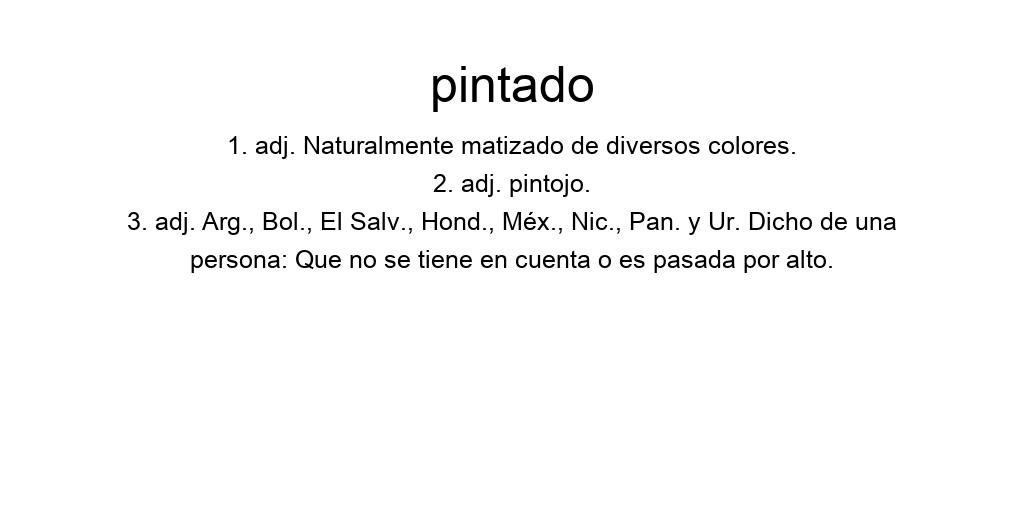 pintado
1. adj. Naturalmente matizado de diversos colores.
2. adj. pintojo.
3. adj. Arg., Bol., El Salv., Hond., Méx., Nic., Pan. y Ur. Dicho de una
persona: Que no se tiene en cuenta o es pasada por alto.